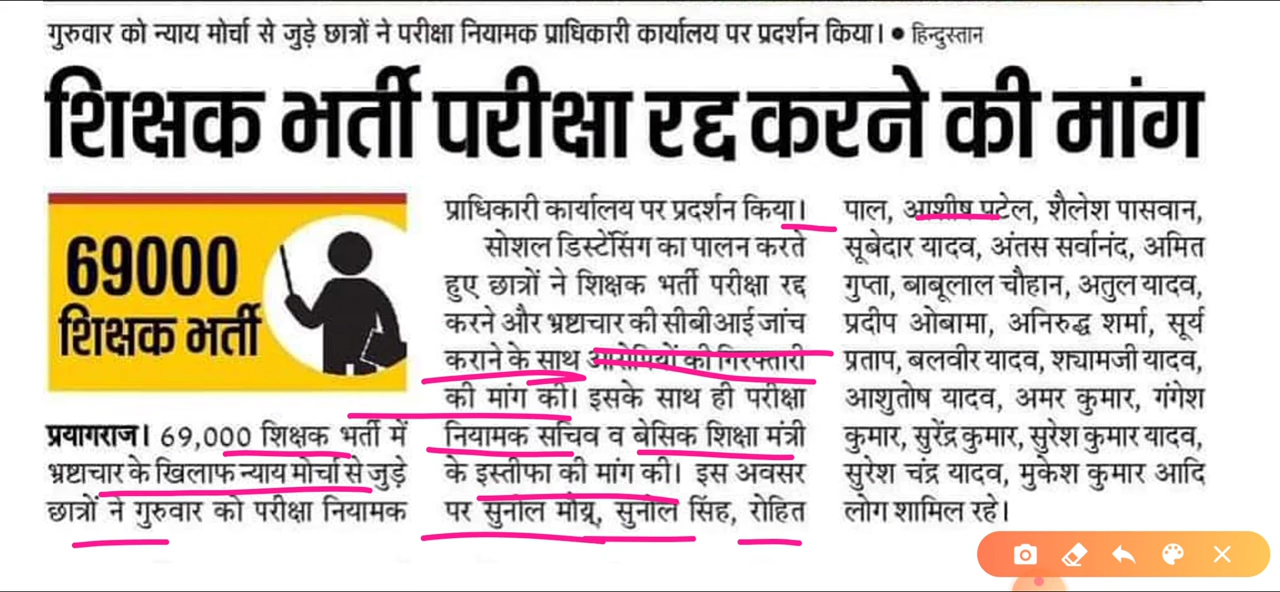 गुरुवार को न्याय मोर्चा से जुड़े छात्रों ने परीक्षा नियामक प्राधिकारी कार्यालय पर प्रदर्शन किया। ● हिन्दुस्तान
शिक्षक भर्ती परीक्षा रद्द करने की मांग
69000
शिक्षक भर्ती
प्रयागराज। 69,000 शिक्षक भर्ती में
भ्रष्टाचार के खिलाफ न्याय मोर्चा से जुड़े
छात्रों ने गुरुवार को परीक्षा नियामक
प्राधिकारी कार्यालय पर प्रदर्शन किया।
सोशल डिस्टेंसिंग का पालन करते
हुए छात्रों ने शिक्षक भर्ती परीक्षा रद्द
करने और भ्रष्टाचार की सीबीआई जांच
कराने के साथ आरोपियों की गिरफ्तारी
की मांग की। इसके साथ ही परीक्षा
नियामक सचिव व बेसिक शिक्षा मंत्री
के इस्तीफा की मांग की। इस अवसर
पर सुनील मौय्र, सुनील सिंह, रोहित
पाल, आशीष पटेल, शैलेश पासवान,
सूबेदार यादव, अंतस सर्वानंद, अमित
गुप्ता, बाबूलाल चौहान, अतुल यादव,
प्रदीप ओबामा, अनिरुद्ध शर्मा, सूर्य
प्रताप, बलवीर यादव, श्यामजी यादव,
आशुतोष यादव, अमर कुमार, गंगेश
कुमार, सुरेंद्र कुमार, सुरेश कुमार यादव,
सुरेश चंद्र यादव, मुकेश कुमार आदि
लोग शामिल रहे।